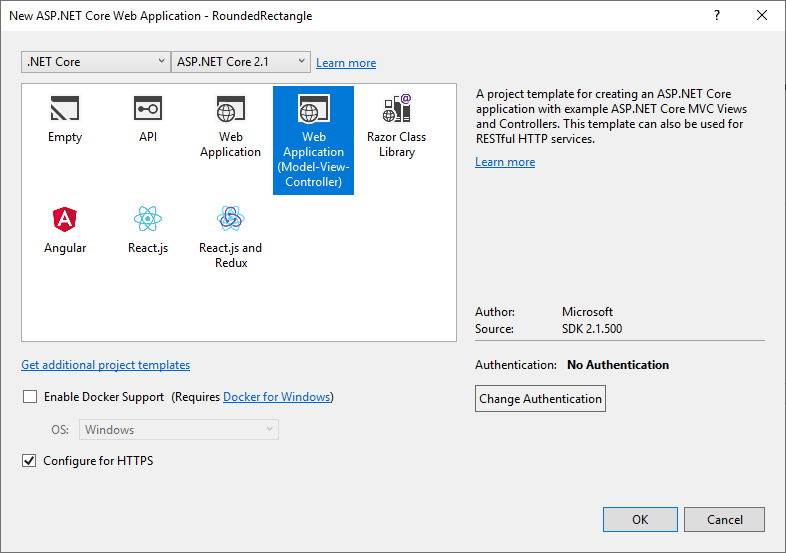 New ASP.NET Core Web Application - RoundedRectangle
?
.NET Core
ASP.NET Core 2.1
Learn more
Empty
API
Web
Application
Web
Application
(Model-View-
Controller)
Razor Class
Library
Angular
React.js
React.js and
Redux
A project template for creating an ASP.NET Core
application with example ASP.NET Core MVC Views
and Controllers. This template can also be used for
RESTful HTTP services.
Learn more
Author: Microsoft
Source: SDK 2.1.500
Get additional project templates
Authentication: No Authentication
Change Authentication
Enable Docker Support (Requires Docker for Windows)
OS: Windows
Configure for HTTPS
OK
Cancel